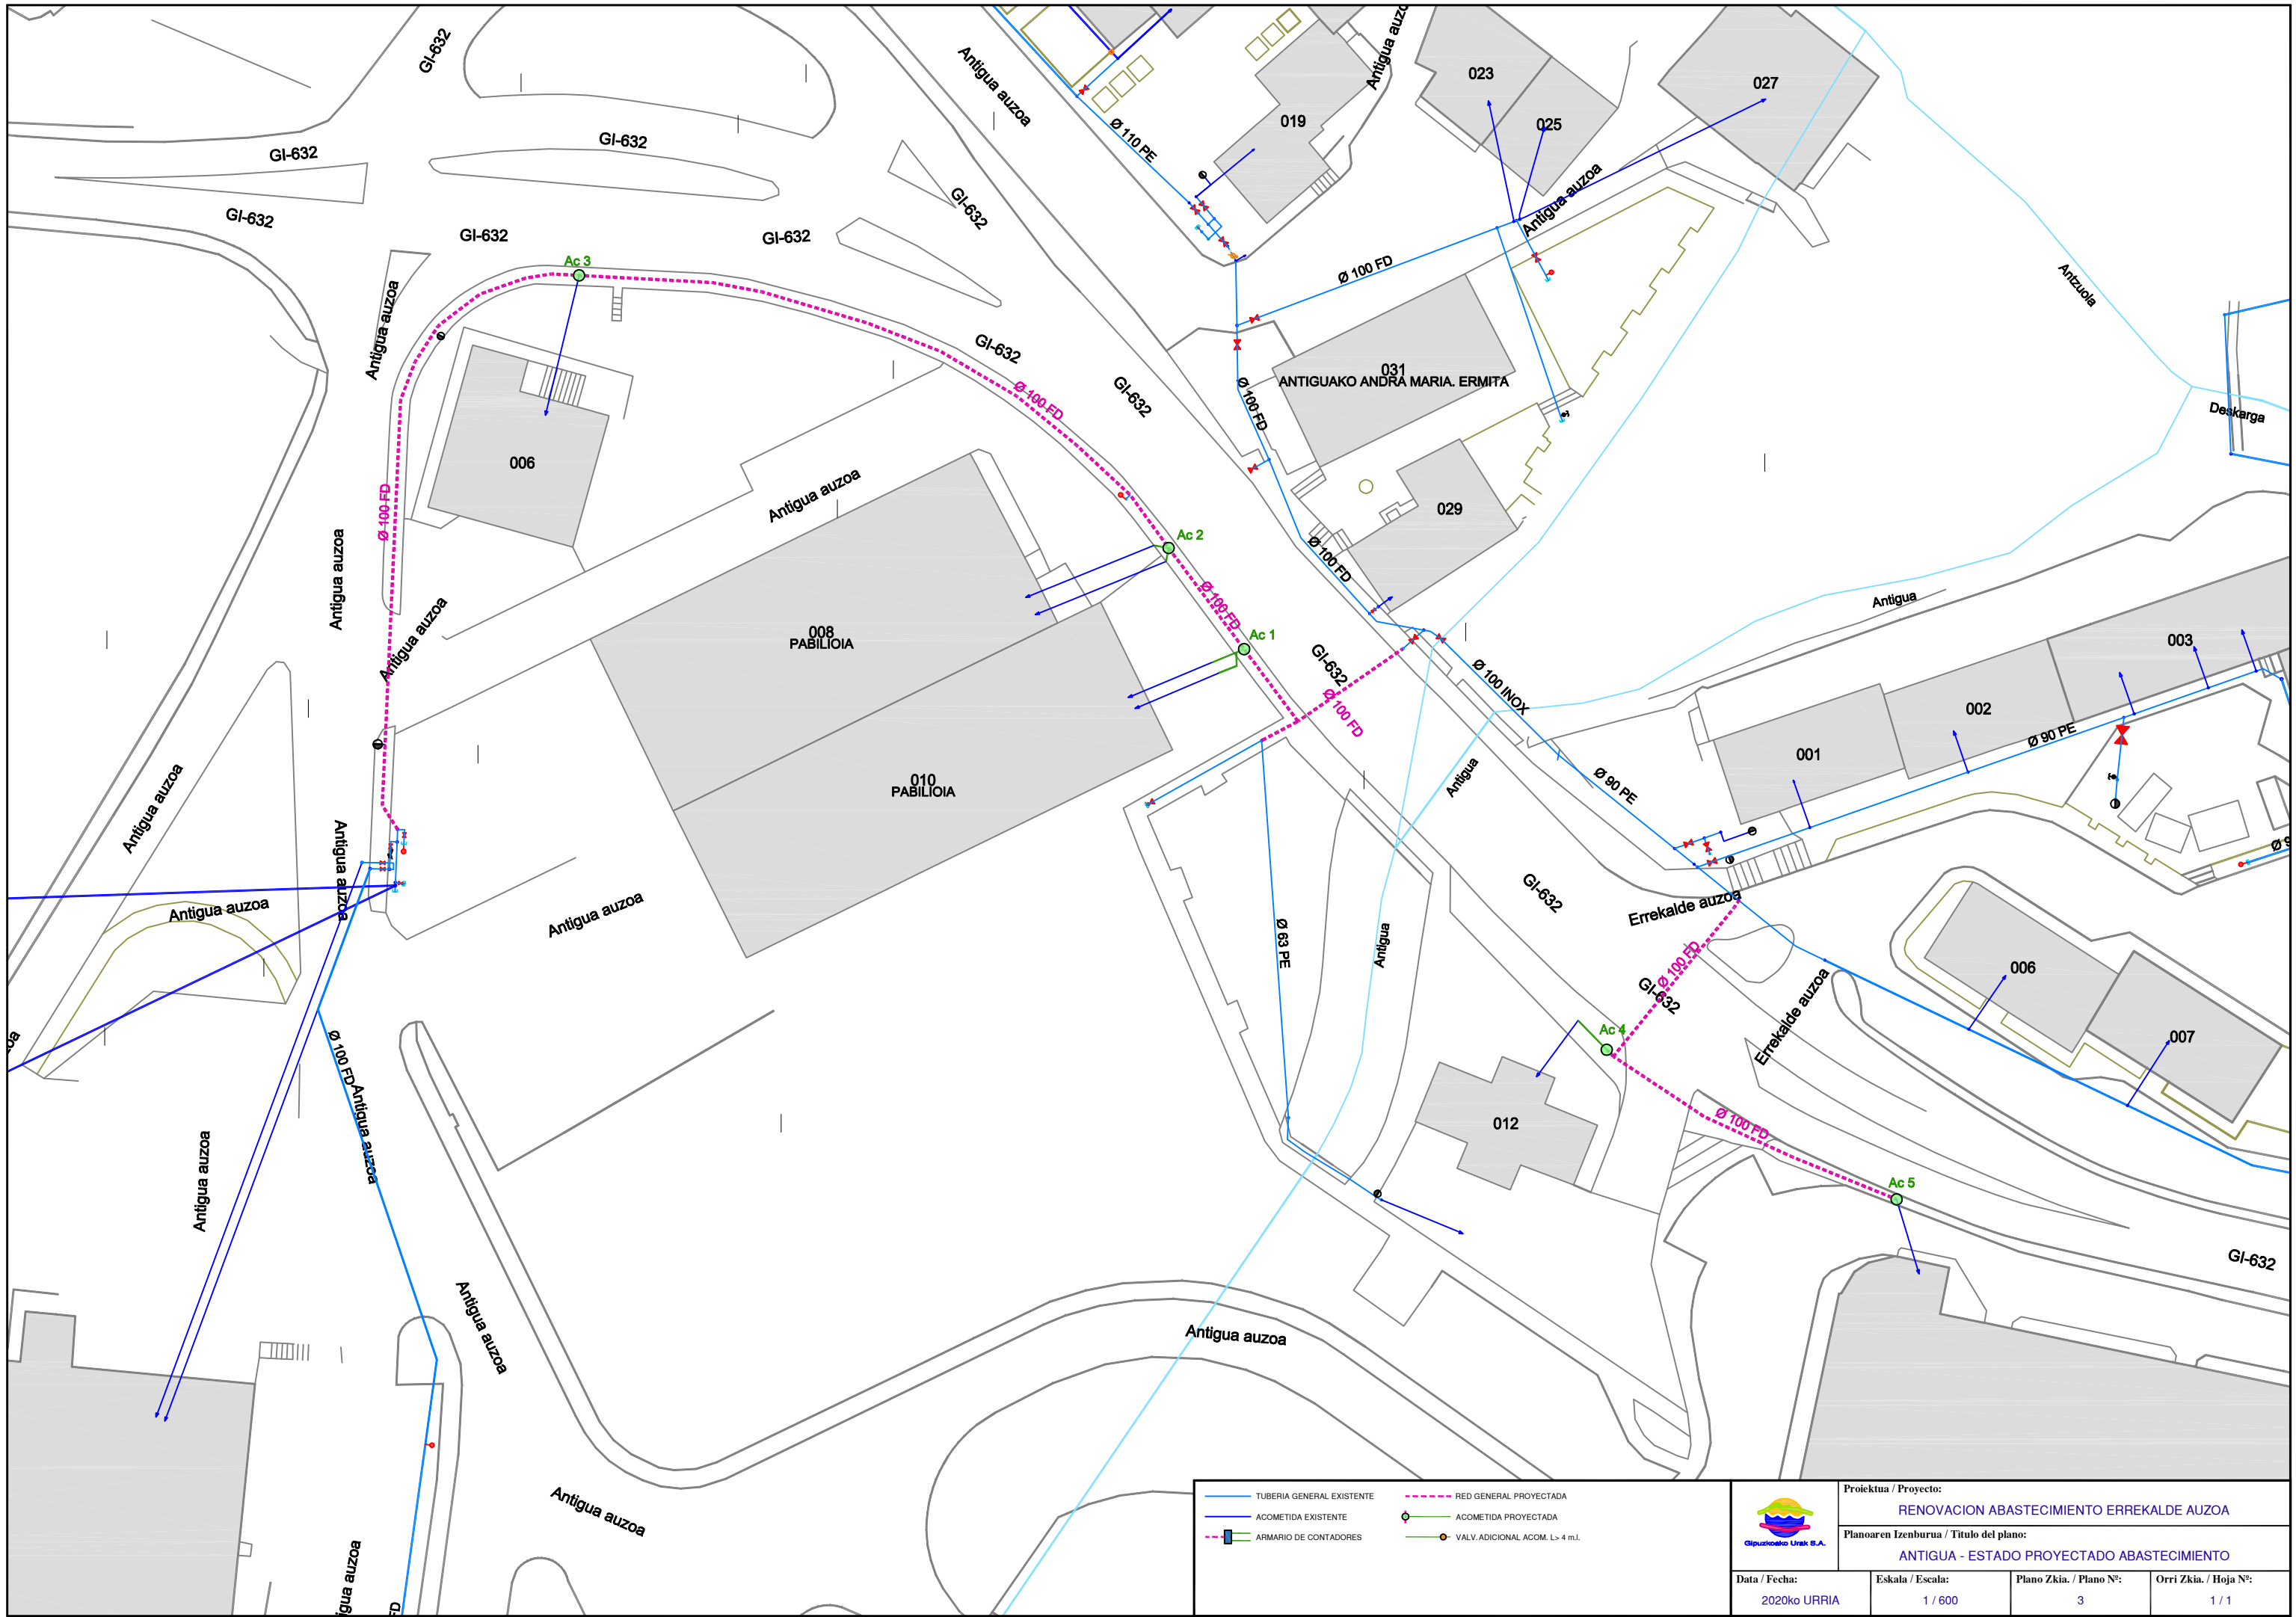 GI-632
Antigua auzoa
Antigua auzoa
023
027
019
025
Ø 110 PE
GI-632
GI-632
GI-632
GI-632
GI-632
GI-632
Antigua auzoa
Antzuola
Ac 3
Ø 100 FD
Antigua auzoa
GI-632
GI-632
Ø 100 FD
Ø 100 FD
031
ANTIGUAKO ANDRA MARIA. ERMITA
Deskarga
006
Antigua auzoa
029
Ø 100 FD
Ac 2
Ø 100 FD
Antigua auzoa
Ø 100 FD
Antigua
Antigua auzoa
008
PABILIOIA
Ac 1
GI-632
003
Ø 100 INOX
Ø 100 FD
002
Ø 90 PE
001
010
PABILIOIA
Antigua
Ø 90 PE
Antigua auzoa
Antigua auzoa
Antigua auzoa
Antigua auzoa
GI-632
Errekalde auzoa
Ø 63 PE
Antigua
Ø 100 FD
GI-632
006
Errekalde auzoa
Ac 4
007
Ø 100 FD
Antigua auzoa
012
Ø 100 FD
Antigua auzoa
Ac 5
GI-632
Antigua auzoa
Antigua auzoa
Antigua auzoa
TUBERIA GENERAL EXISTENTE
RED GENERAL PROYECTADA
ACOMETIDA EXISTENTE
ACOMETIDA PROYECTADA
ARMARIO DE CONTADORES
VALV. ADICIONAL ACOM. L> 4 m.l.
Gipuzkoako Urak S.A.
Proiektua / Proyecto:
RENOVACION ABASTECIMIENTO ERREKALDE AUZOA
Planoaren Izenburua / Titulo del plano:
ANTIGUA - ESTADO PROYECTADO ABASTECIMIENTO
Data / Fecha:
2020ko URRIA
Eskala / Escala:
1 / 600
Plano Zkia. / Plano Nº:
3
Orri Zkia. / Hoja Nº:
1 / 1